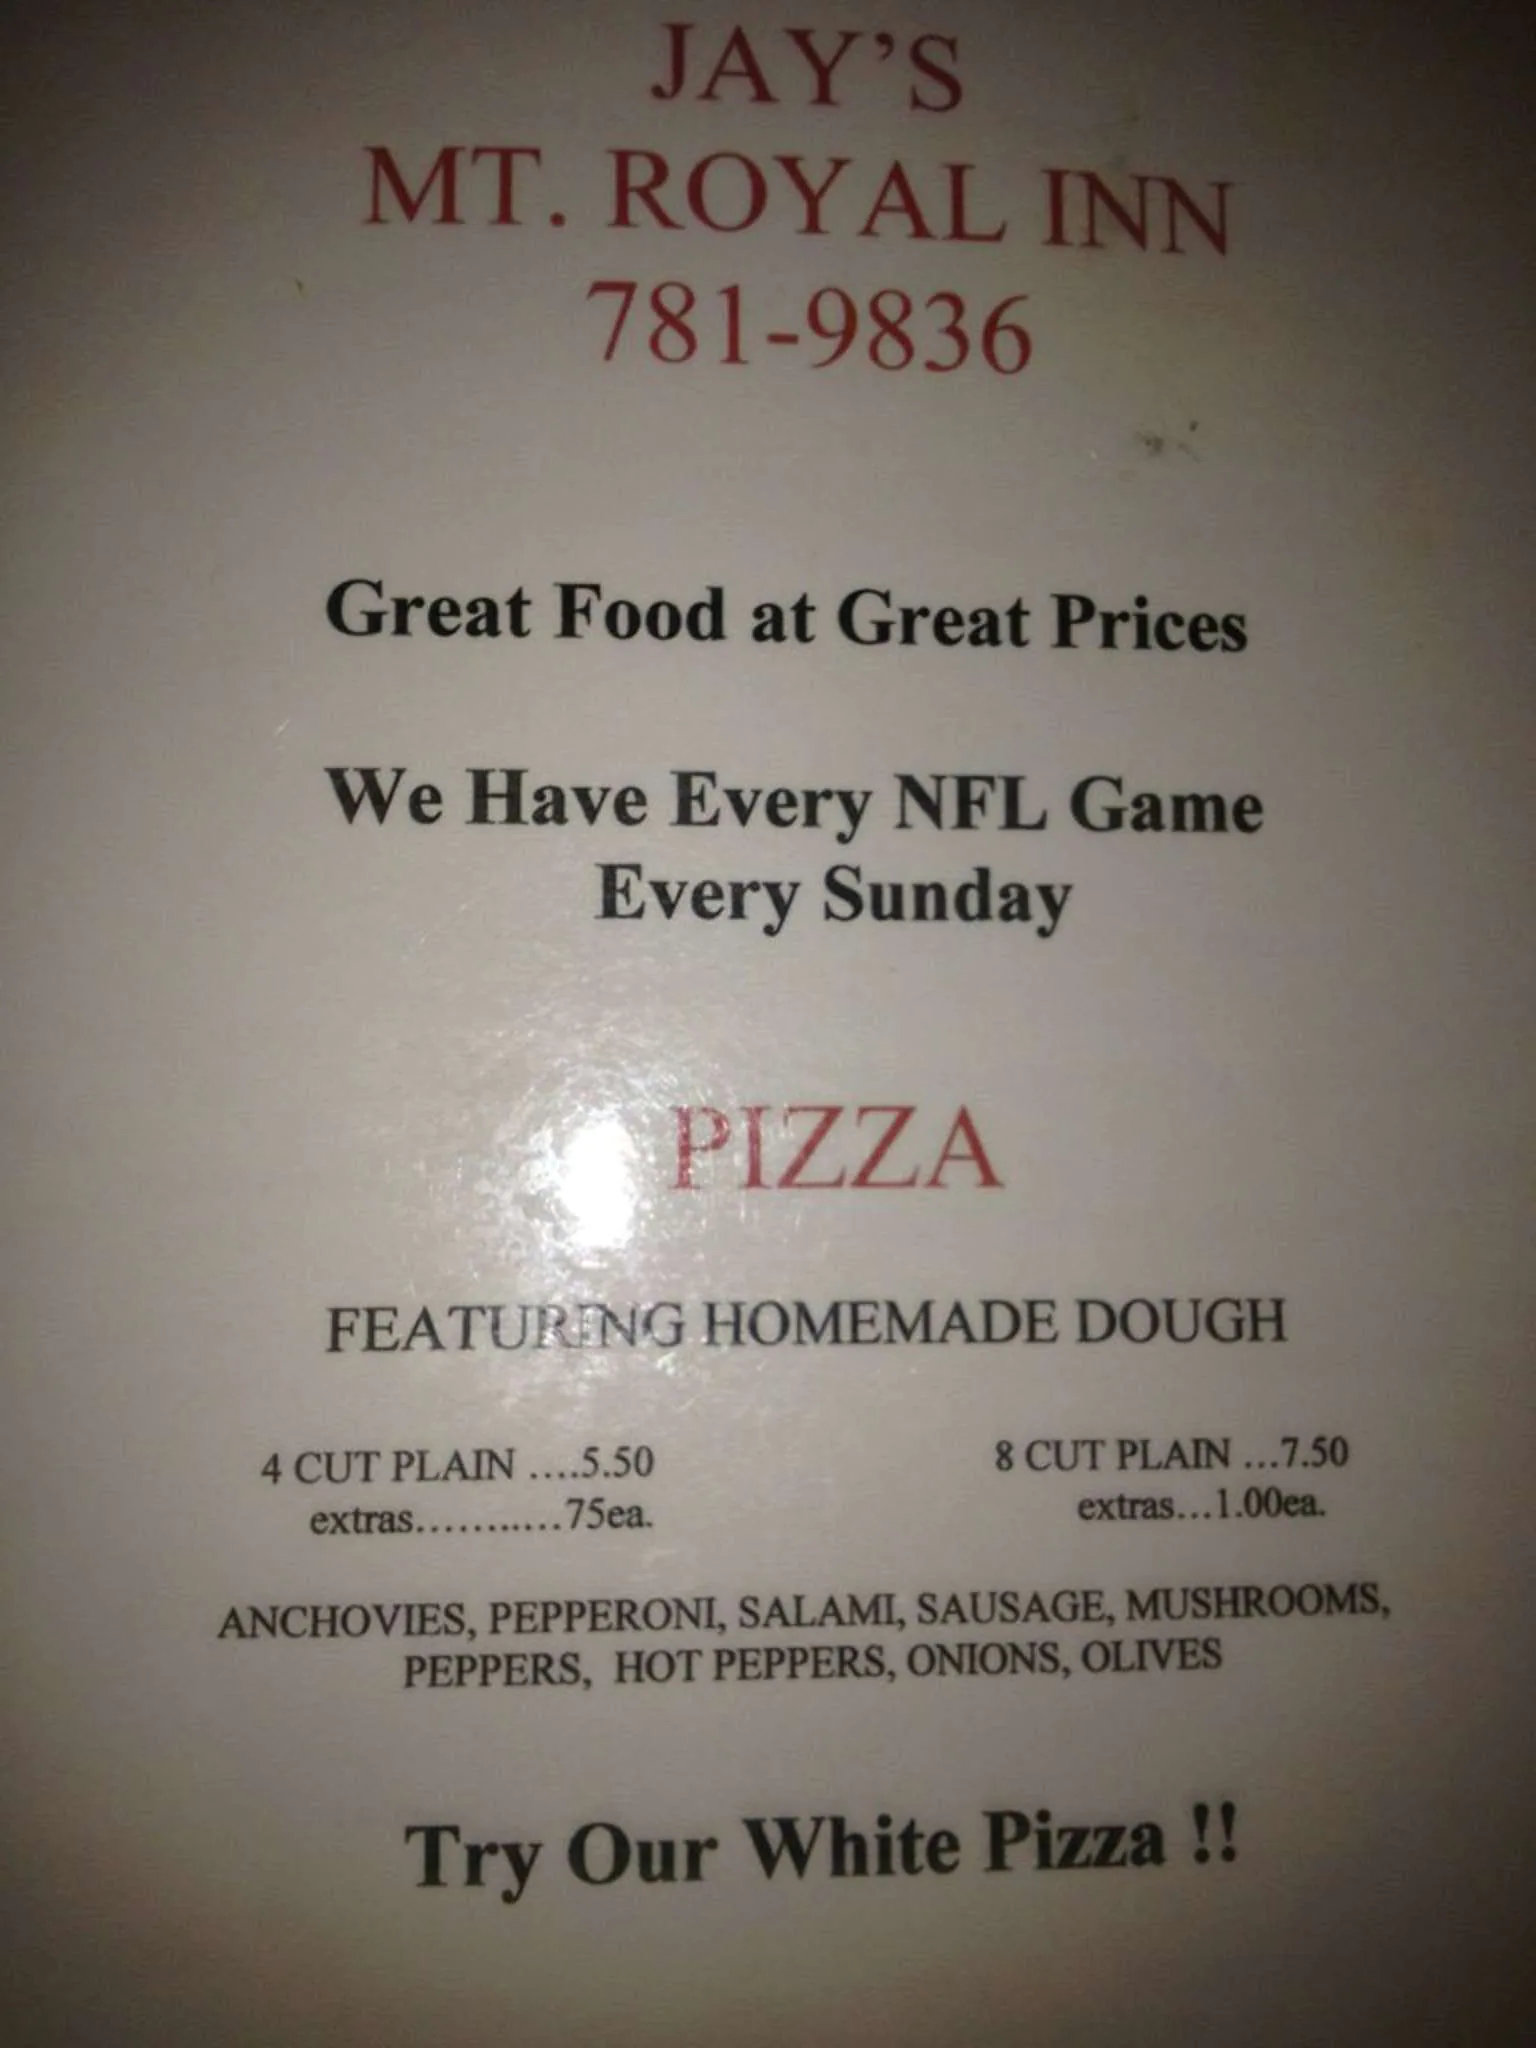 JAY'S
MT. ROYAL INN
781-9836
Great Food at Great Prices
We Have Every NFL Game
Every Sunday
PIZZA
FEATURING HOMEMADE DOUGH
4 CUT PLAIN ....5.50 8 CUT PLAIN ...7.50
extras...........75ea. extras...1.00ea.
ANCHOVIES, PEPPERONI, SALAMI, SAUSAGE, MUSHROOMS,
PEPPERS, HOT PEPPERS, ONIONS, OLIVES
Try Our White Pizza !!